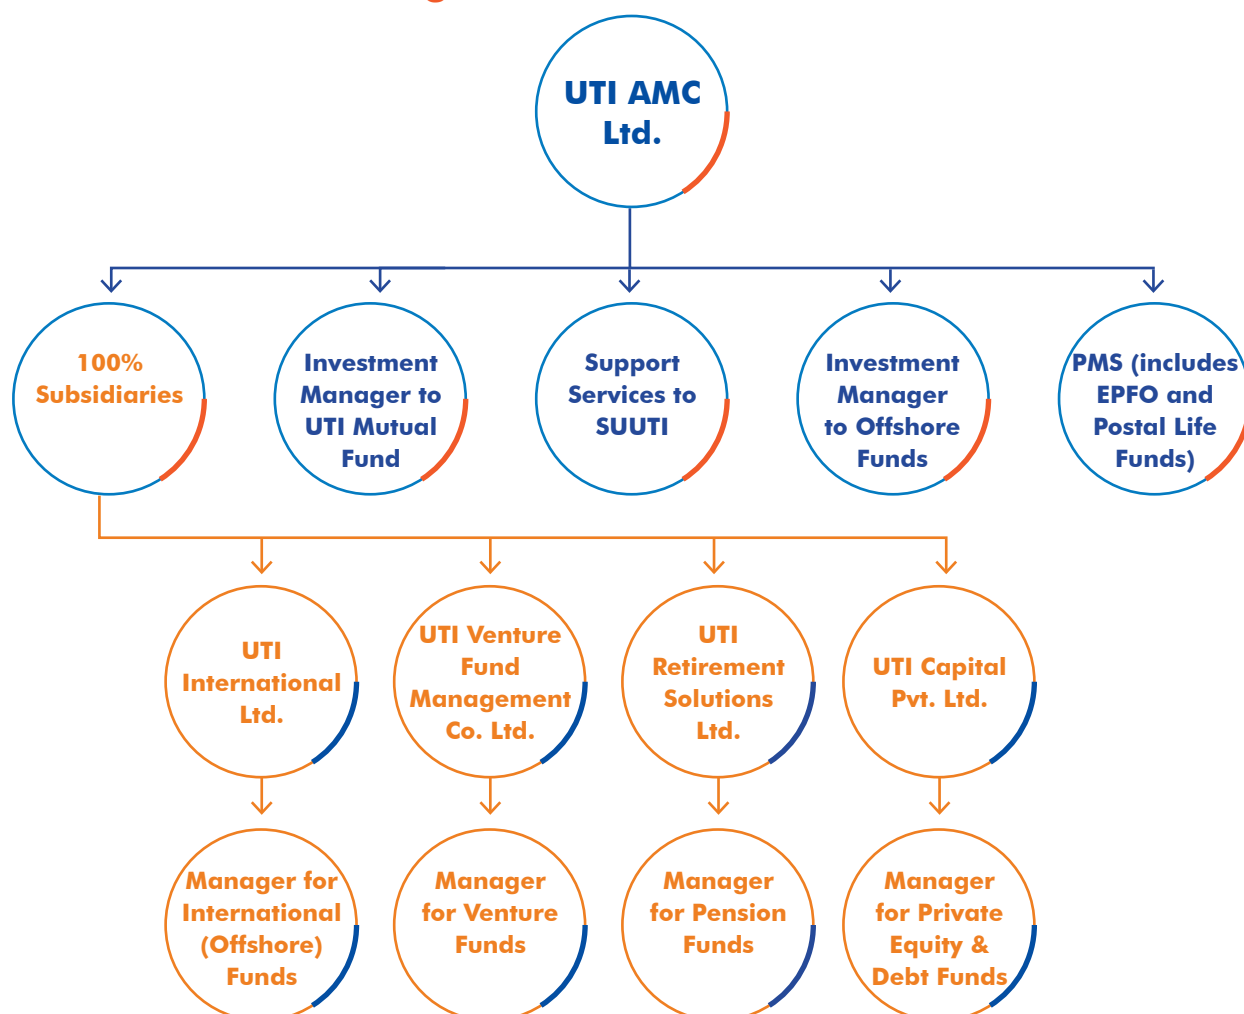 UTI AMC
Ltd.
100%
Subsidiaries
Investment
Manager to
UTI Mutual
Fund
Support
Services to
SUUTI
Investment
Manager
to Offshore
Funds
PMS (includes
EPFO and
Postal Life
Funds)
UTI
International
Ltd.
UTI Venture
Fund
Management
Co. Ltd.
UTI
Retirement
Solutions
Ltd.
UTI Capital
Pvt. Ltd.
Manager for
International
(Offshore)
Funds
Manager
for Venture
Funds
Manager
for Pension
Funds
Manager
for Private
Equity &
Debt Funds